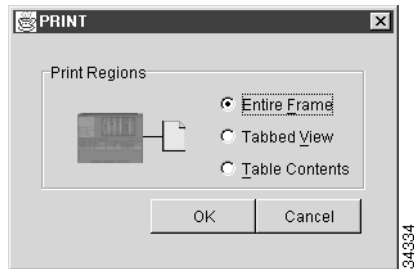 PRINT
Print Regions
Entire Frame
Tabbed View
Table Contents
OK
Cancel
34334